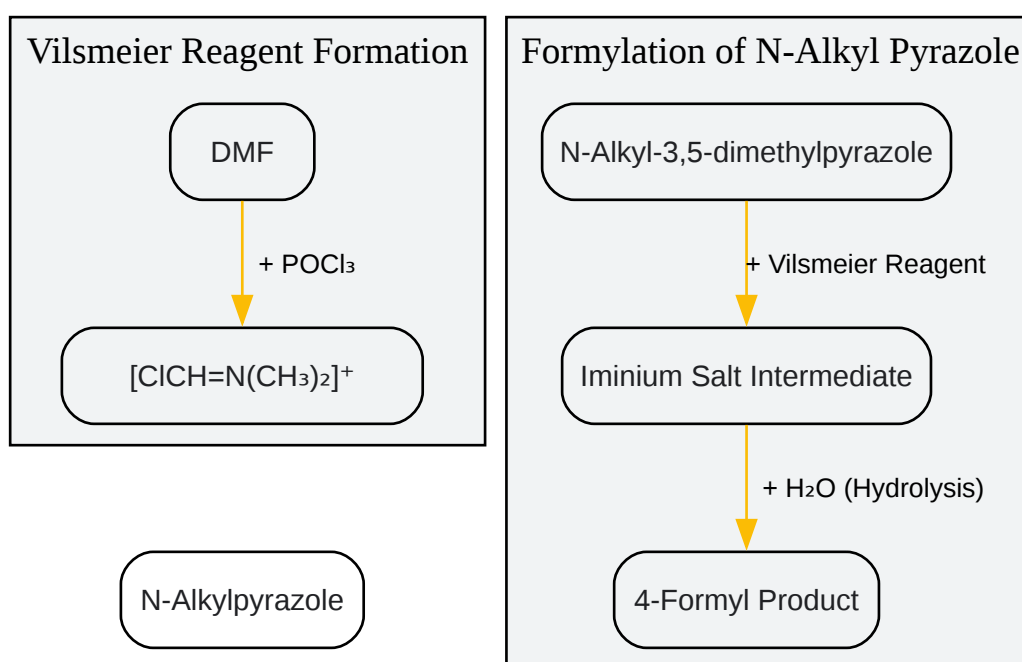 Vilsmeier Reagent Formation
DMF
+ POCl₃
[ClCH=N(CH₃)₂]⁺
N-Alkylpyrazole
Formylation of N-Alkyl Pyrazole
N-Alkyl-3,5-dimethylpyrazole
+ Vilsmeier Reagent
Iminium Salt Intermediate
+ H₂O (Hydrolysis)
4-Formyl Product